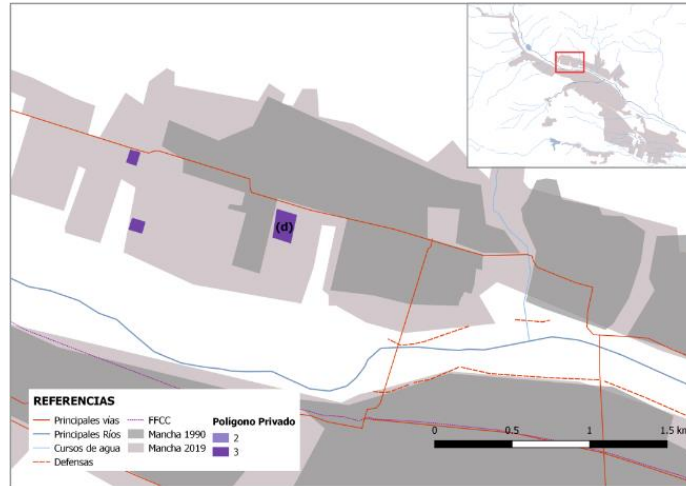 (d)
REFERENCIAS
Principales vías
Principales Ríos
Cursos de agua
Defensas
FFCC
Mancha 1990
Mancha 2019
Poligono Privado
2
3
0 0.5 1 1.5 km